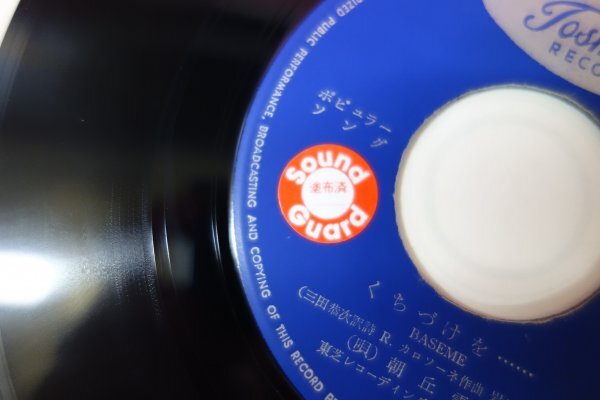 Tosh
RECO
ポピュラー
ソング
Sound
塗布済
Guard
くちづけを……
BASEME
(三田恭次訳詩 R. カロソーネ作曲
(唄) 朝丘
東芝レコーディン
IZED PUBLIC PERFORMANCE, BROADCASTING AND COPYING OF THIS RECORD